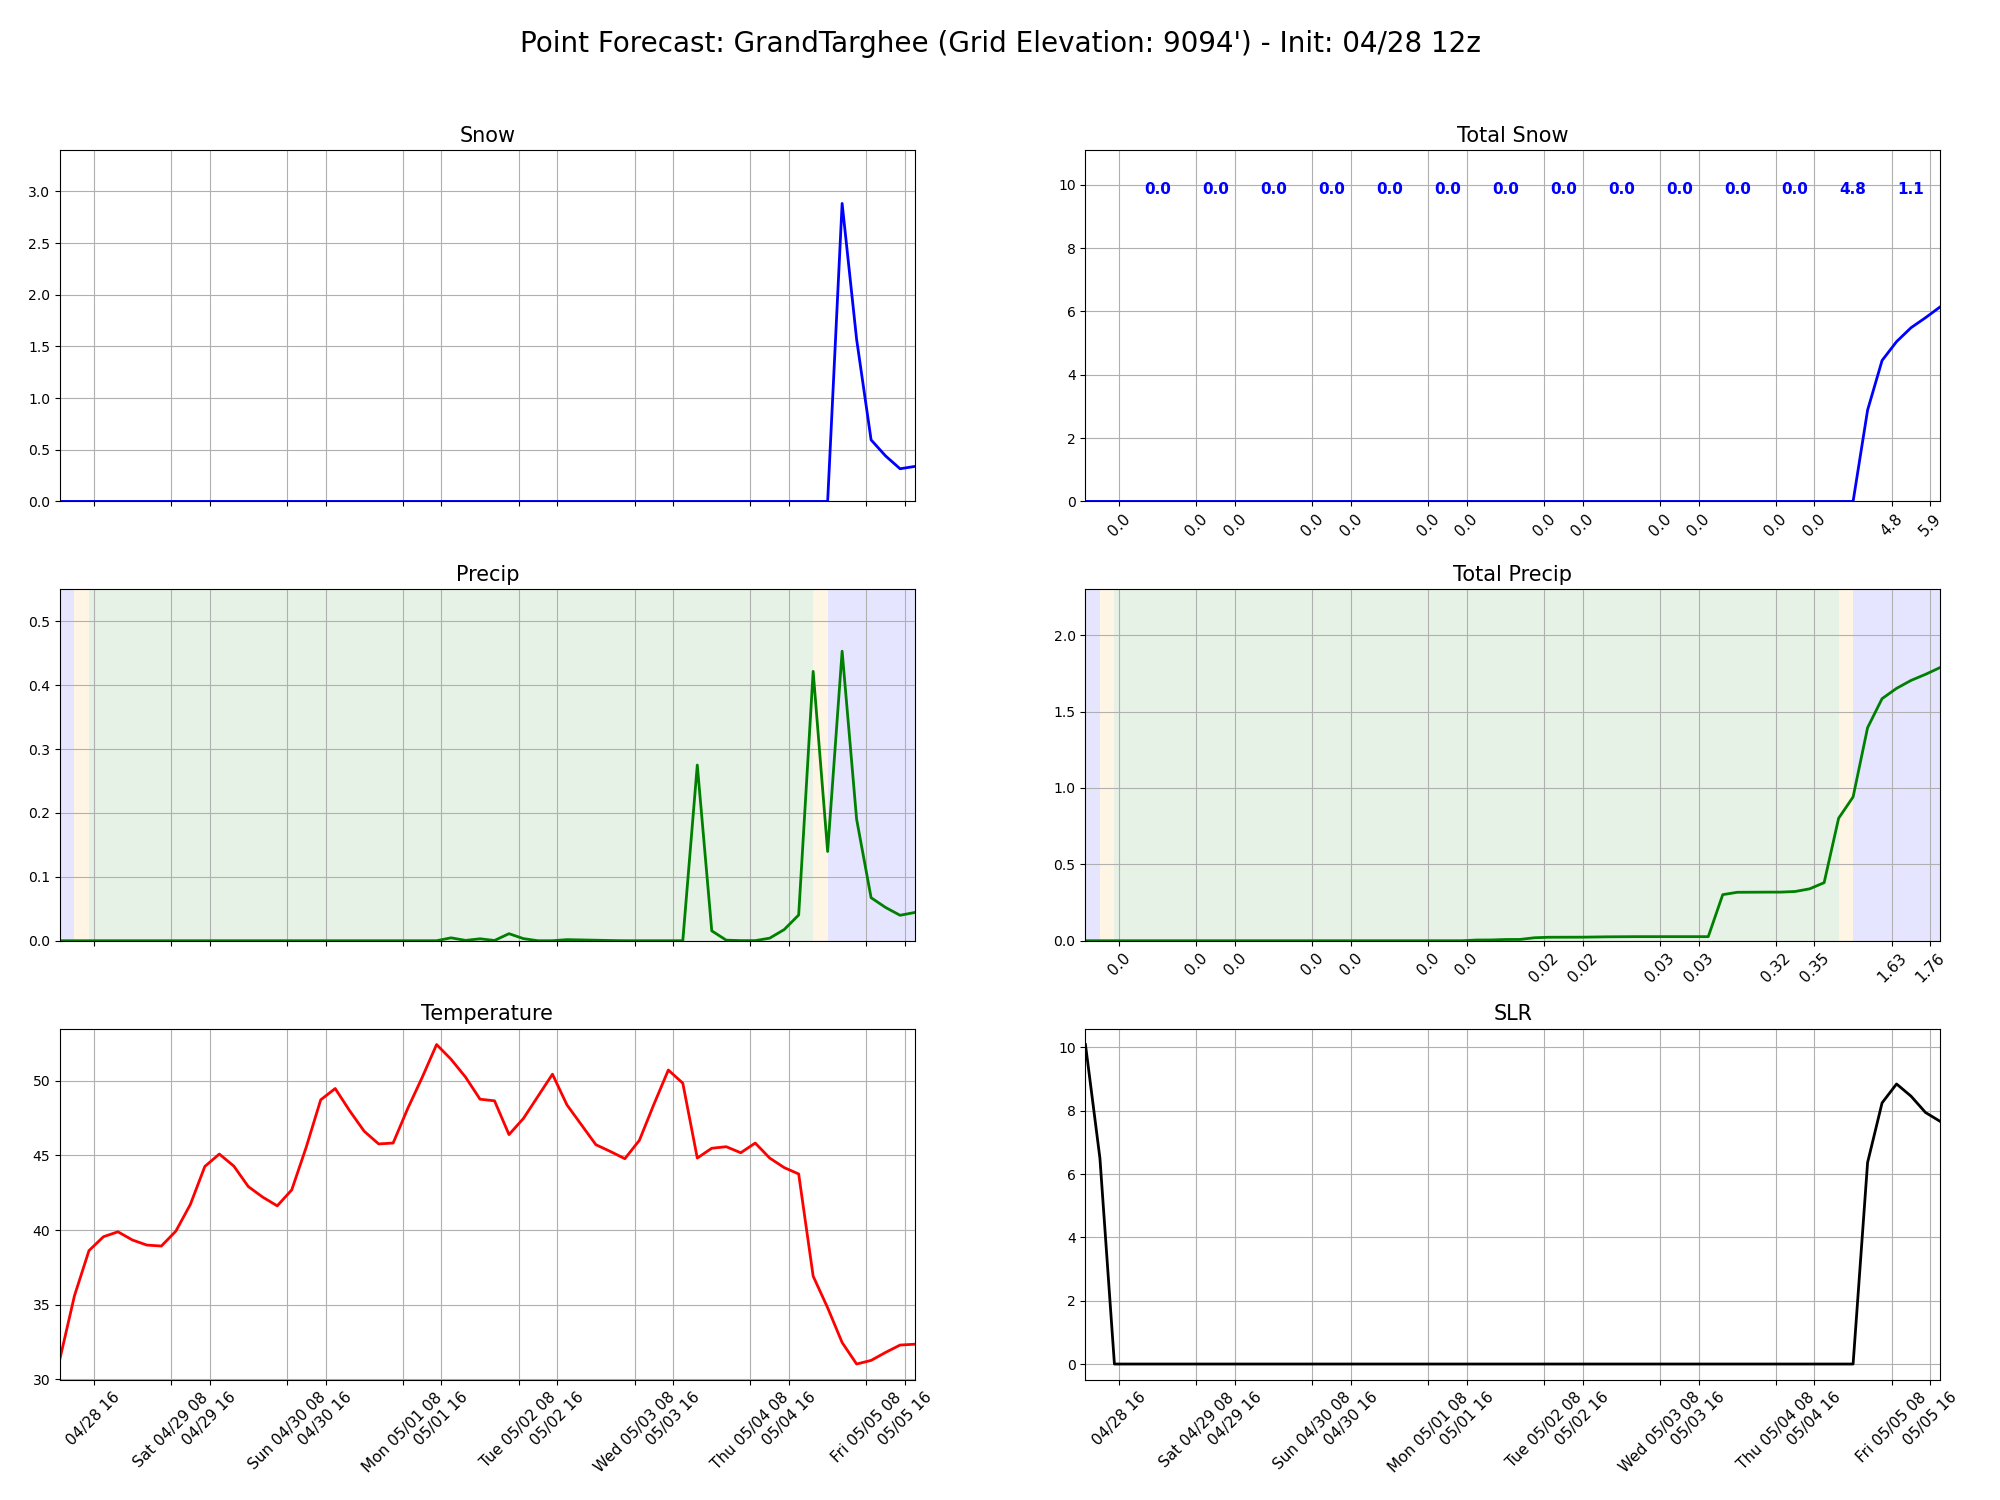 Point Forecast: GrandTarghee (Grid Elevation: 9094') - Init: 04/28 12z
Snow
3.0
2.5
2.0
1.5
1.0
0.5
0.0
Total Snow
10
8
6
4
2
0
0.0 0.0 0.0 0.0 0.0 0.0 0.0 0.0 0.0 0.0 0.0 0.0 4.8 1.1
0.0 0.0 0.0 0.0 0.0 0.0 0.0 0.0 0.0 0.0 0.0 0.0 0.0 4.8 5.9
Precip
0.5
0.4
0.3
0.2
0.1
0.0
Total Precip
2.0
1.5
1.0
0.5
0.0
0.0 0.0 0.0 0.0 0.0 0.0 0.0 0.02 0.02 0.03 0.03 0.32 0.35 1.63 1.76
Temperature
50
45
40
35
30
04/28 16
Sat 04/29 08
04/29 16
Sun 04/30 08
04/30 16
Mon 05/01 08
05/01 16
Tue 05/02 08
05/02 16
Wed 05/03 08
05/03 16
Thu 05/04 08
05/04 16
Fri 05/05 08
05/05 16
SLR
10
8
6
4
2
0
04/28 16
Sat 04/29 08
04/29 16
Sun 04/30 08
04/30 16
Mon 05/01 08
05/01 16
Tue 05/02 08
05/02 16
Wed 05/03 08
05/03 16
Thu 05/04 08
05/04 16
Fri 05/05 08
05/05 16